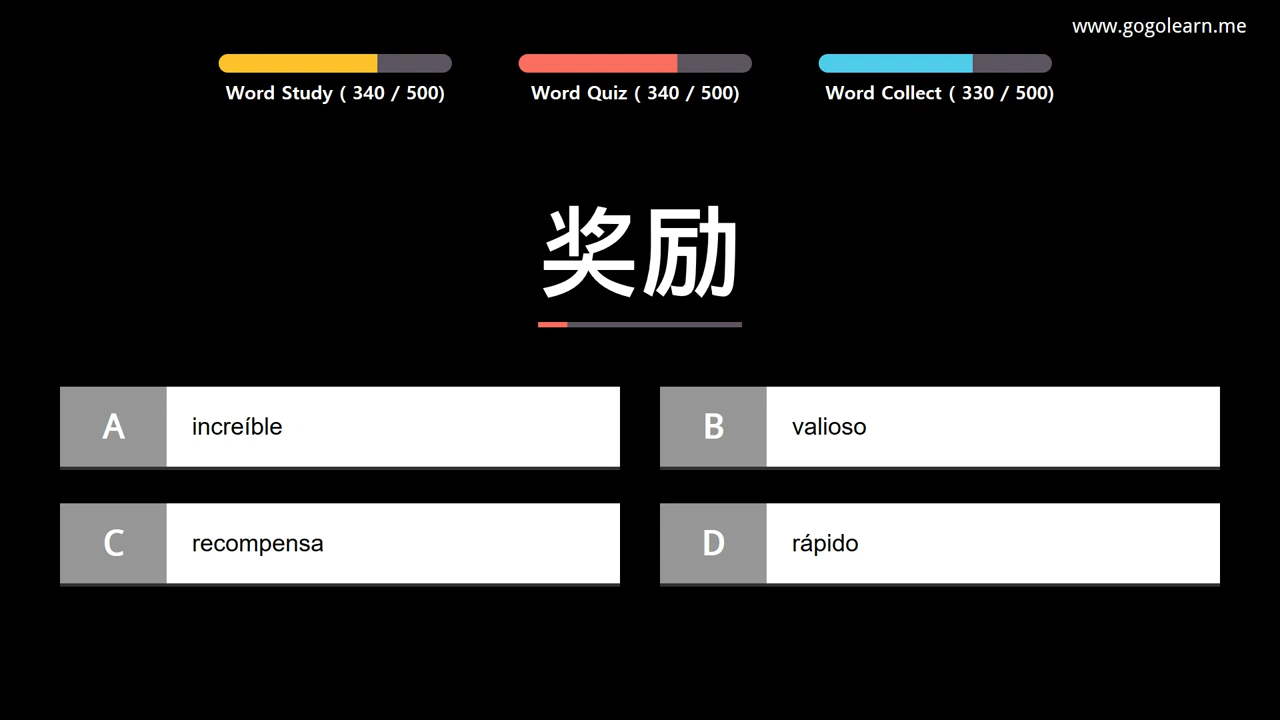 www.gogolearn.me
Word Study ( 340 / 500)
Word Quiz ( 340 / 500)
Word Collect ( 330 / 500)
奖励
A
increíble
B
valioso
C
recompensa
D
rápido